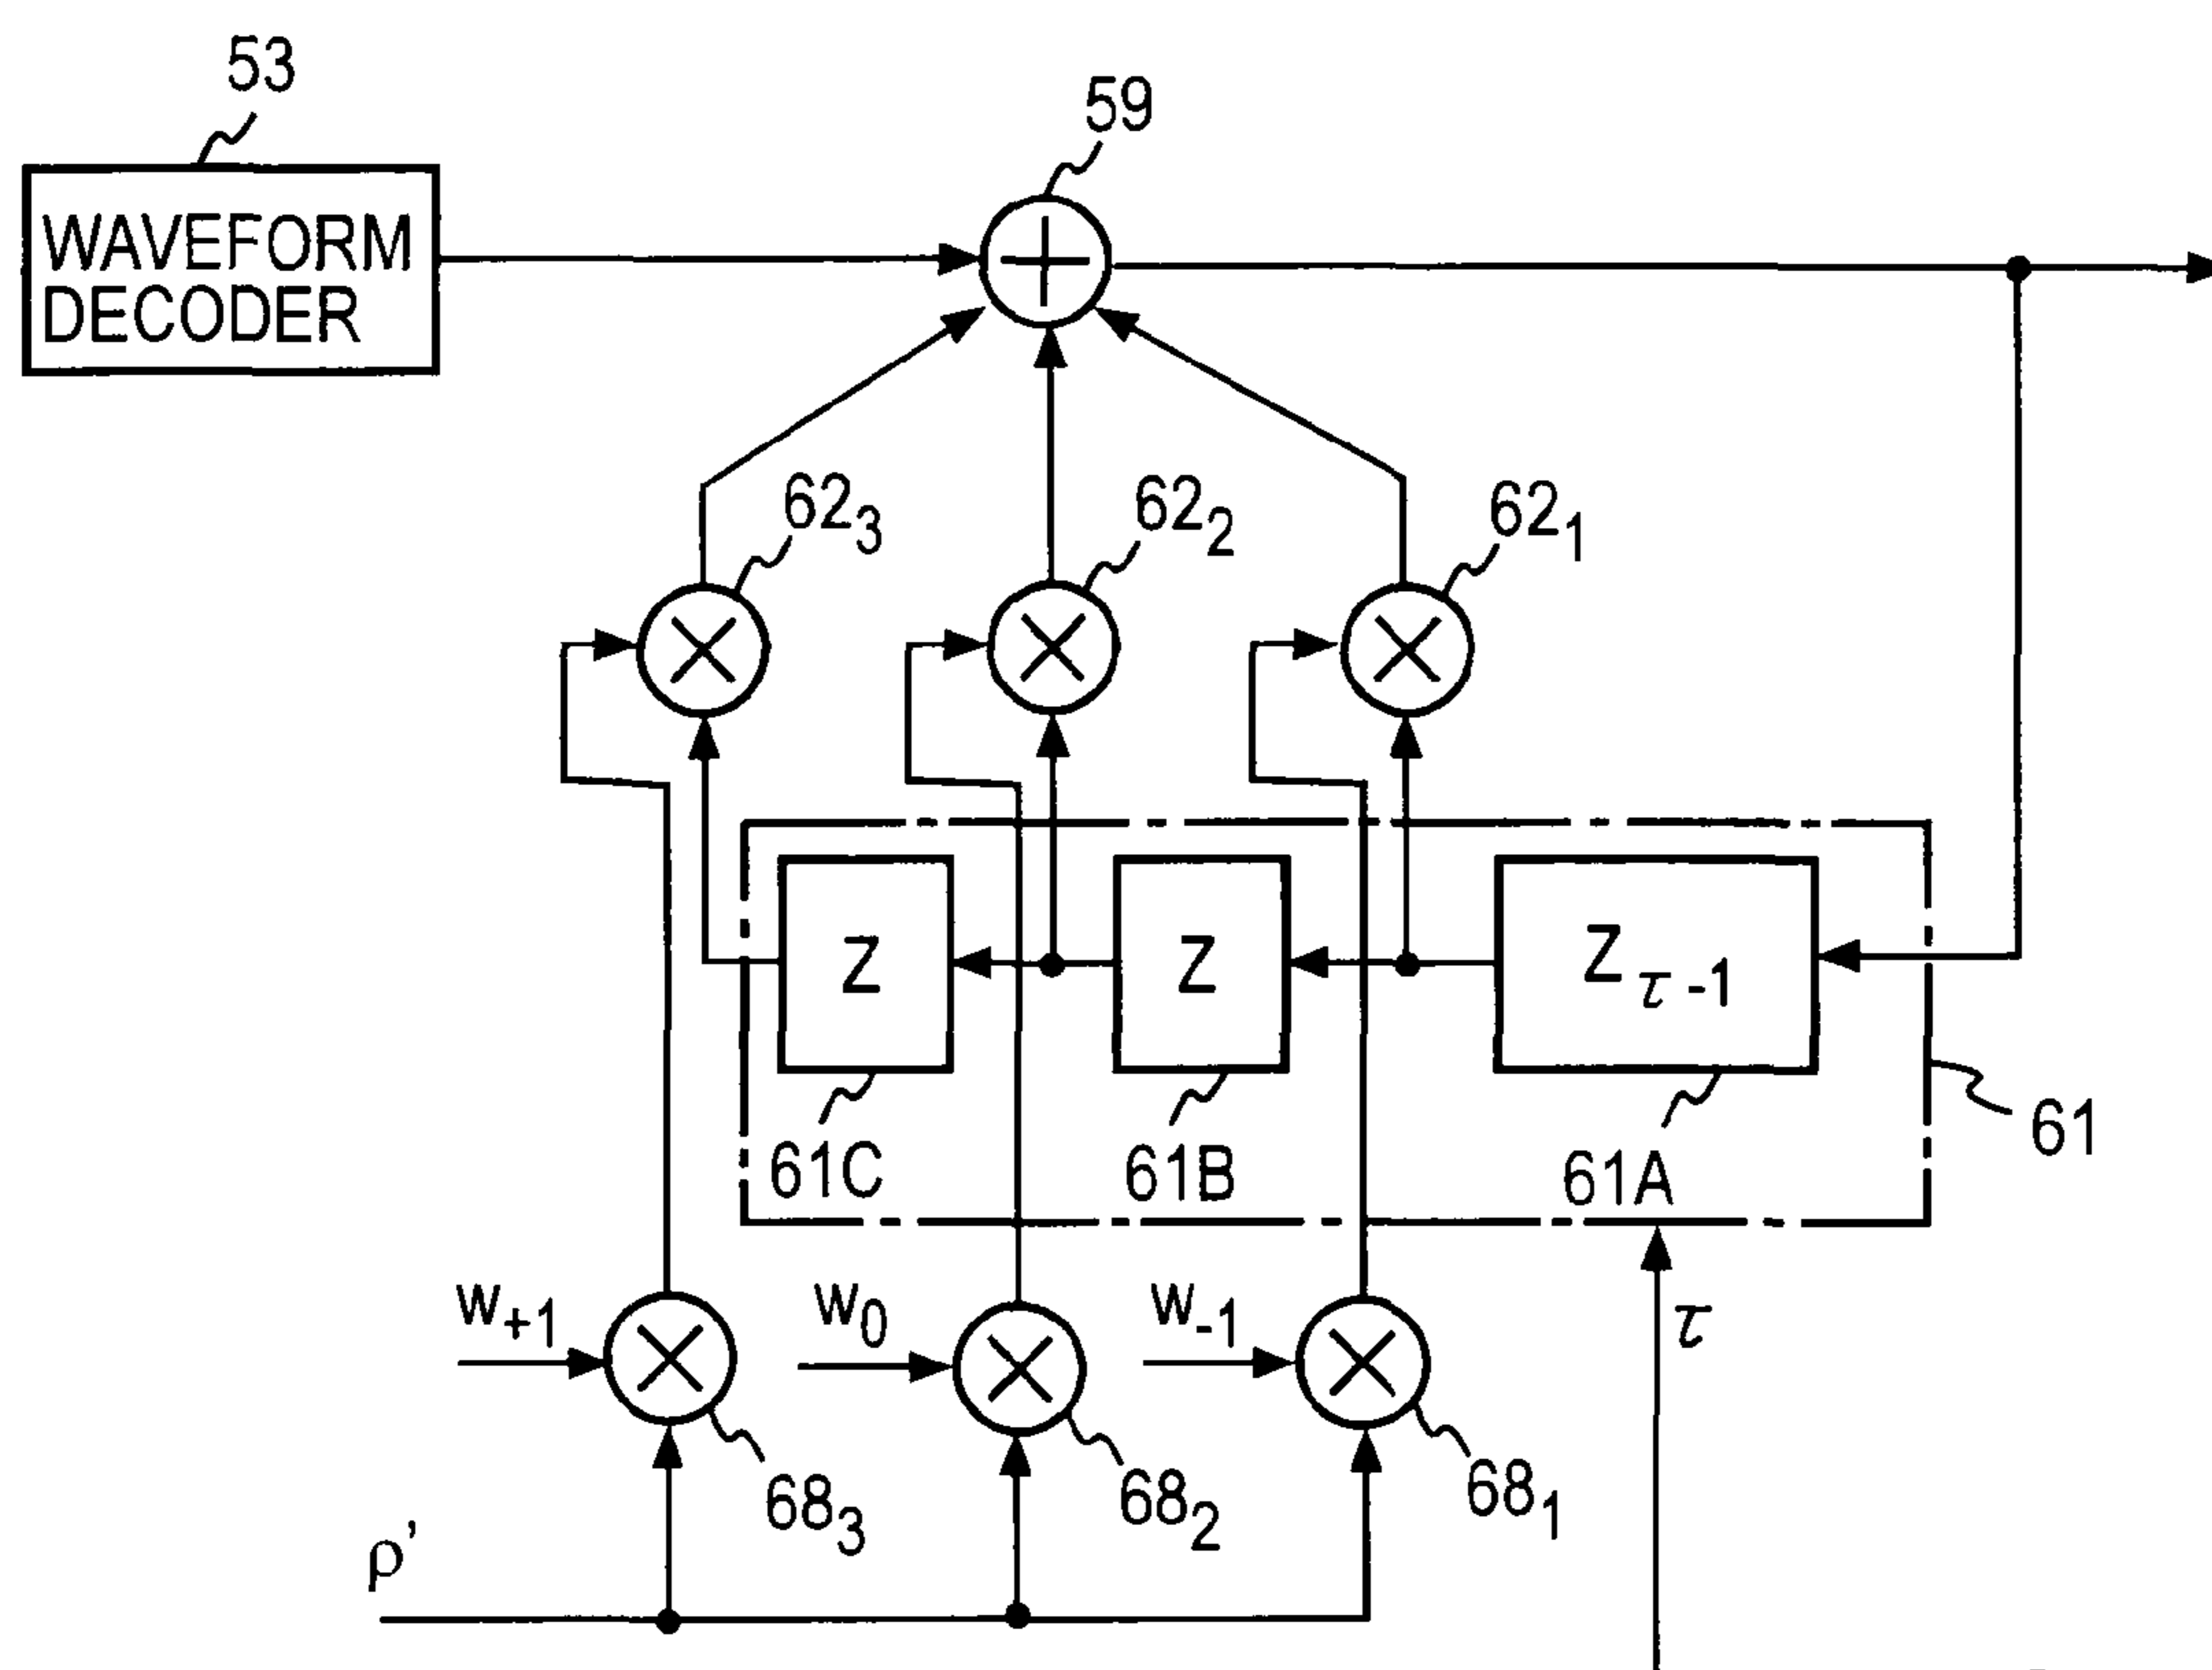 53
59
WAVEFORM
DECODER
62₃
62₂
62₁
Z
Z
Z τ-1
61
61C
61B
61A
w+1
w0
w-1
τ
68₃
68₂
68₁
ρ'